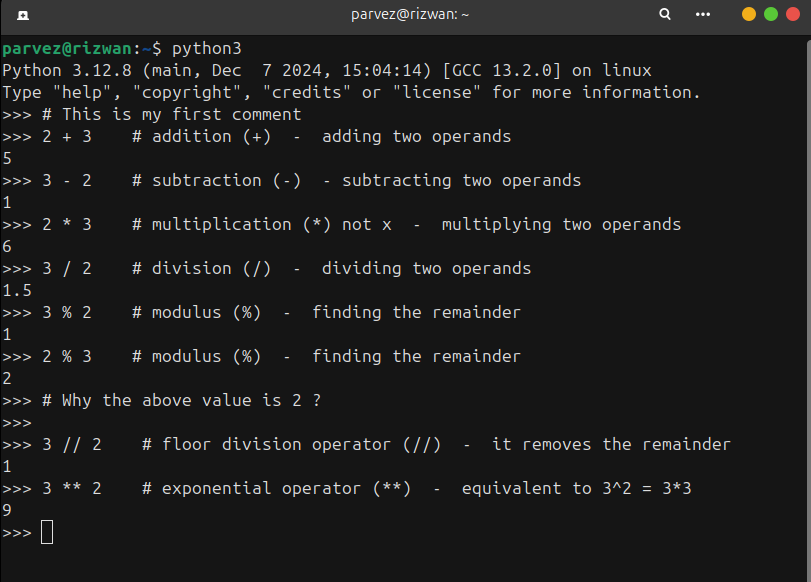 parvez@rizwan: ~
parvez@rizwan:~$ python3
Python 3.12.8 (main, Dec  7 2024, 15:04:14) [GCC 13.2.0] on linux
Type "help", "copyright", "credits" or "license" for more information.
>>> # This is my first comment
>>> 2 + 3    # addition (+)  -  adding two operands
5
>>> 3 - 2    # subtraction (-)  - subtracting two operands
1
>>> 2 * 3    # multiplication (*) not x  -  multiplying two operands
6
>>> 3 / 2    # division (/)  -  dividing two operands
1.5
>>> 3 % 2    # modulus (%)  -  finding the remainder
1
>>> 2 % 3    # modulus (%)  -  finding the remainder
2
>>> # Why the above value is 2 ?
>>>
>>> 3 // 2    # floor division operator (//)  -  it removes the remainder
1
>>> 3 ** 2    # exponential operator (**)  -  equivalent to 3^2 = 3*3
9
>>>